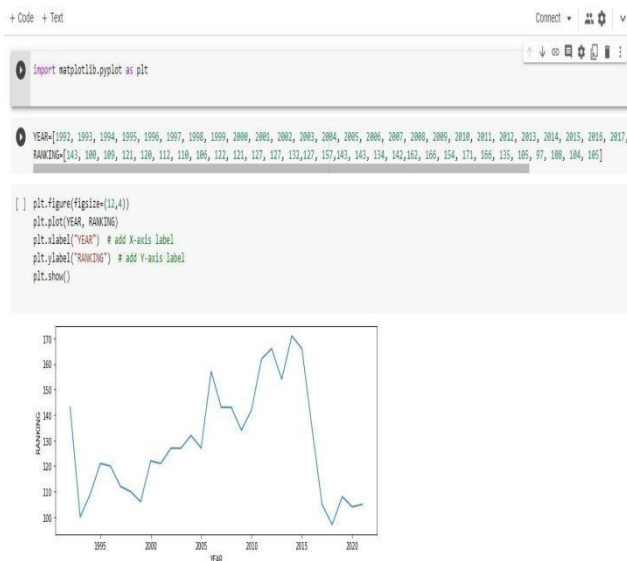 + Code + Text
Connect
import matplotlib.pyplot as plt
YEAR=[1992, 1993, 1994, 1995, 1996, 1997, 1998, 1999, 2000, 2001, 2002, 2003, 2004, 2005, 2006, 2007, 2008, 2009, 2010, 2011, 2012, 2013, 2014, 2015, 2016, 2017,
RANKING=[143, 100, 109, 121, 120, 112, 110, 106, 122, 121, 127, 127, 132,127, 157,143, 143, 134, 142,162, 166, 154, 171, 166, 135, 105, 97, 108, 104, 105]
[ ] plt.figure(figsize=(12,4))
plt.plot(YEAR, RANKING)
plt.xlabel("YEAR") # add X-axis label
plt.ylabel("RANKING") # add Y-axis label
plt.show()
170
160
150
140
130
120
110
100
RANKING
1995 2000 2005 2010 2015 2020
YEAR